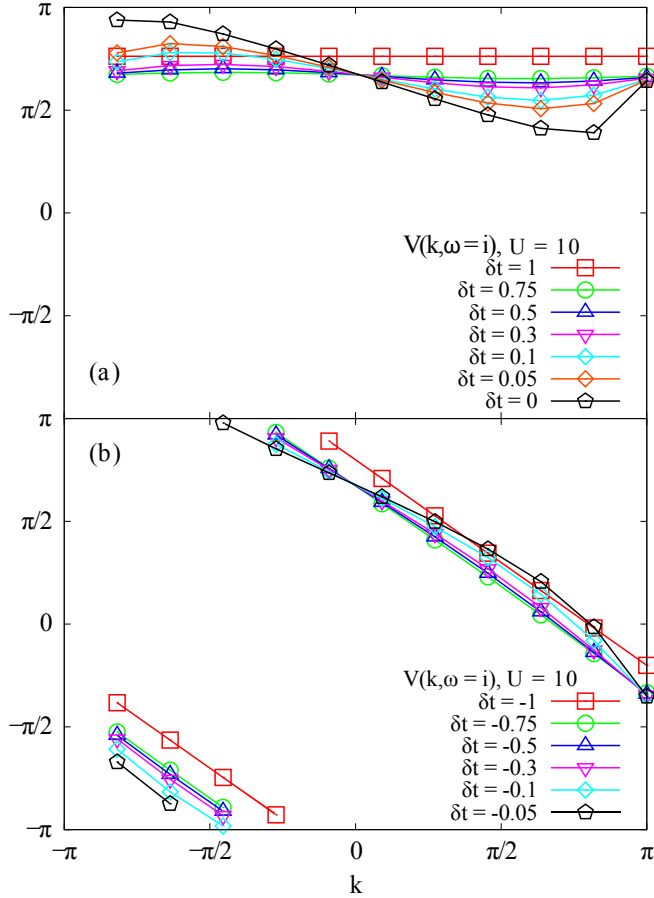 π
π/2
0
−π/2
V(k,ω = i), U = 10
δt = 1
δt = 0.75
δt = 0.5
δt = 0.3
δt = 0.1
δt = 0.05
δt = 0
(a)
π
(b)
π/2
0
−π/2
−π
V(k,ω = i), U = 10
δt = -1
δt = -0.75
δt = -0.5
δt = -0.3
δt = -0.1
δt = -0.05
−π
−π/2
0
π/2
π
k